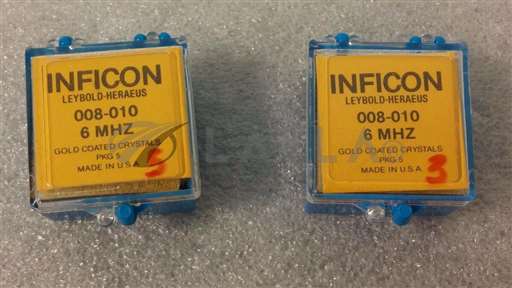 INFICON
LEYBOLD-HERAEUS
008-010
6 MHZ
GOLD COATED CRYSTALS
PKG 5
MADE IN U.S.A
5
INFICON
LEYBOLD-HERAEUS
008-010
6 MHZ
GOLD COATED CRYSTALS
PKG 5
MADE IN U.S.A
3